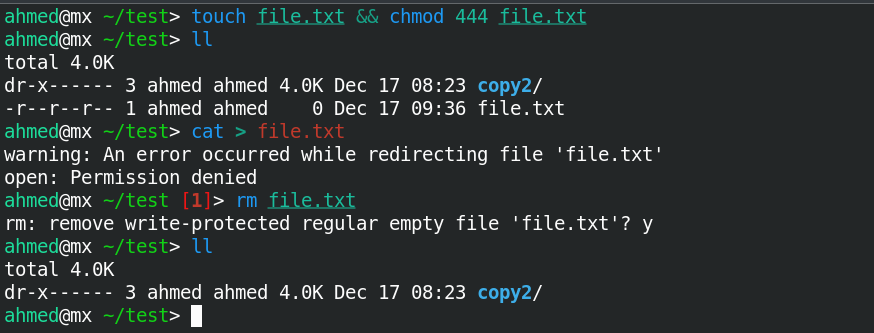 ahmed@mx ~/test> touch file.txt && chmod 444 file.txt
ahmed@mx ~/test> ll
total 4.0K
dr-x------ 3 ahmed ahmed 4.0K Dec 17 08:23 copy2/
-r--r--r-- 1 ahmed ahmed    0 Dec 17 09:36 file.txt
ahmed@mx ~/test> cat > file.txt
warning: An error occurred while redirecting file 'file.txt'
open: Permission denied
ahmed@mx ~/test [1]> rm file.txt
rm: remove write-protected regular empty file 'file.txt'? y
ahmed@mx ~/test> ll
total 4.0K
dr-x------ 3 ahmed ahmed 4.0K Dec 17 08:23 copy2/
ahmed@mx ~/test>